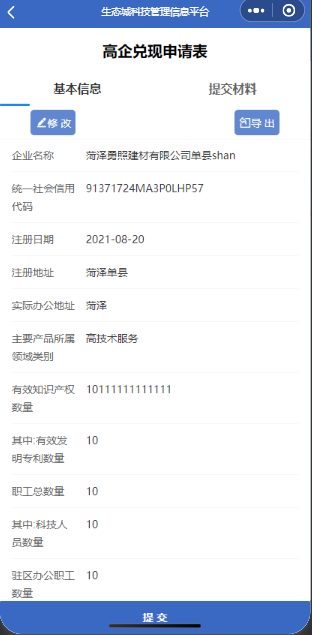 生态城科技管理信息平台
高企兑现申请表
基本信息 提交材料
修改 导出
企业名称 菏泽勇照建材有限公司单县shan
统一社会信用 91371724MA3P0LHP57
代码
注册日期 2021-08-20
注册地址 菏泽单县
实际办公地址 菏泽
主要产品所属 高技术服务
领域类别
有效知识产权 10111111111111
数量
其中:有效发 10
明专利数量
职工总数量 10
其中:科技人 10
员数量
驻区办公职工 10
数量
提交